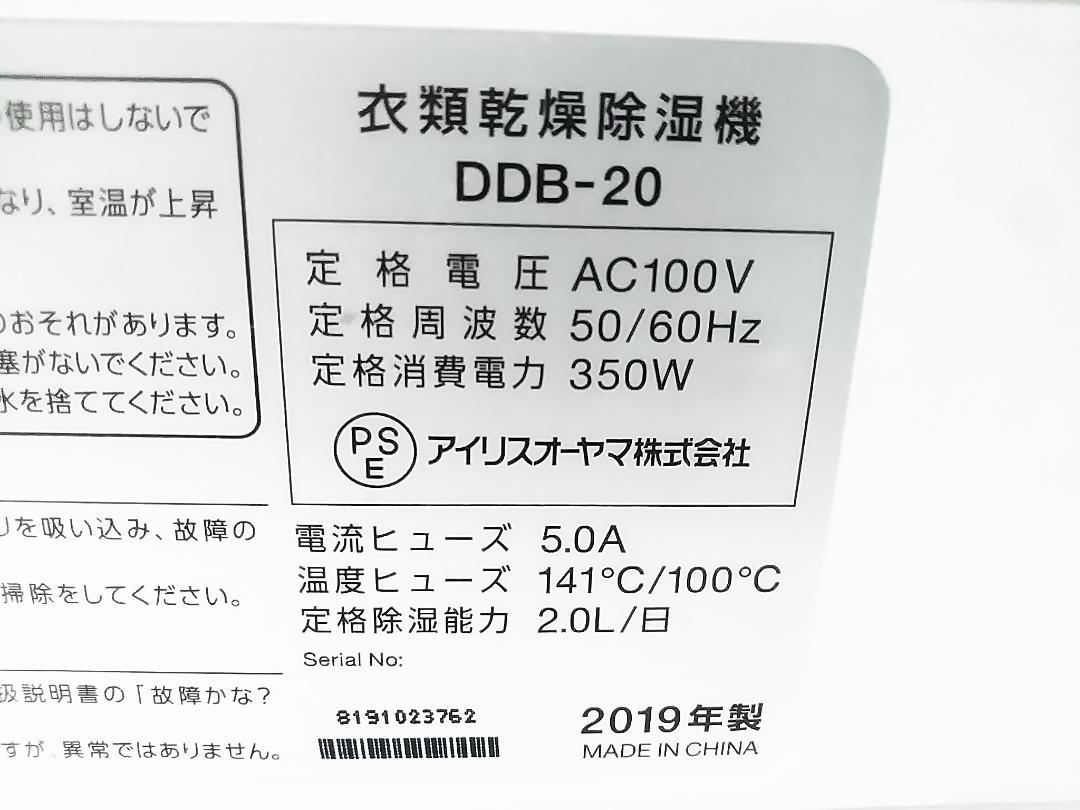 使用はしないで
なり、室温が上昇
のおそれがあります。
塞がないでください。
水を捨ててください。
を吸い込み、故障の
掃除をしてください。
扱説明書の「故障かな?
すが、異常ではありません。
衣類乾燥除湿機
DDB-20
定格電圧 AC100V
定格周波数 50/60Hz
定格消費電力 350W
PSE アイリスオーヤマ株式会社
電流ヒューズ 5.0A
温度ヒューズ 141°C/100°C
定格除湿能力 2.0L/日
Serial No:
8191023762
2019年製
MADE IN CHINA